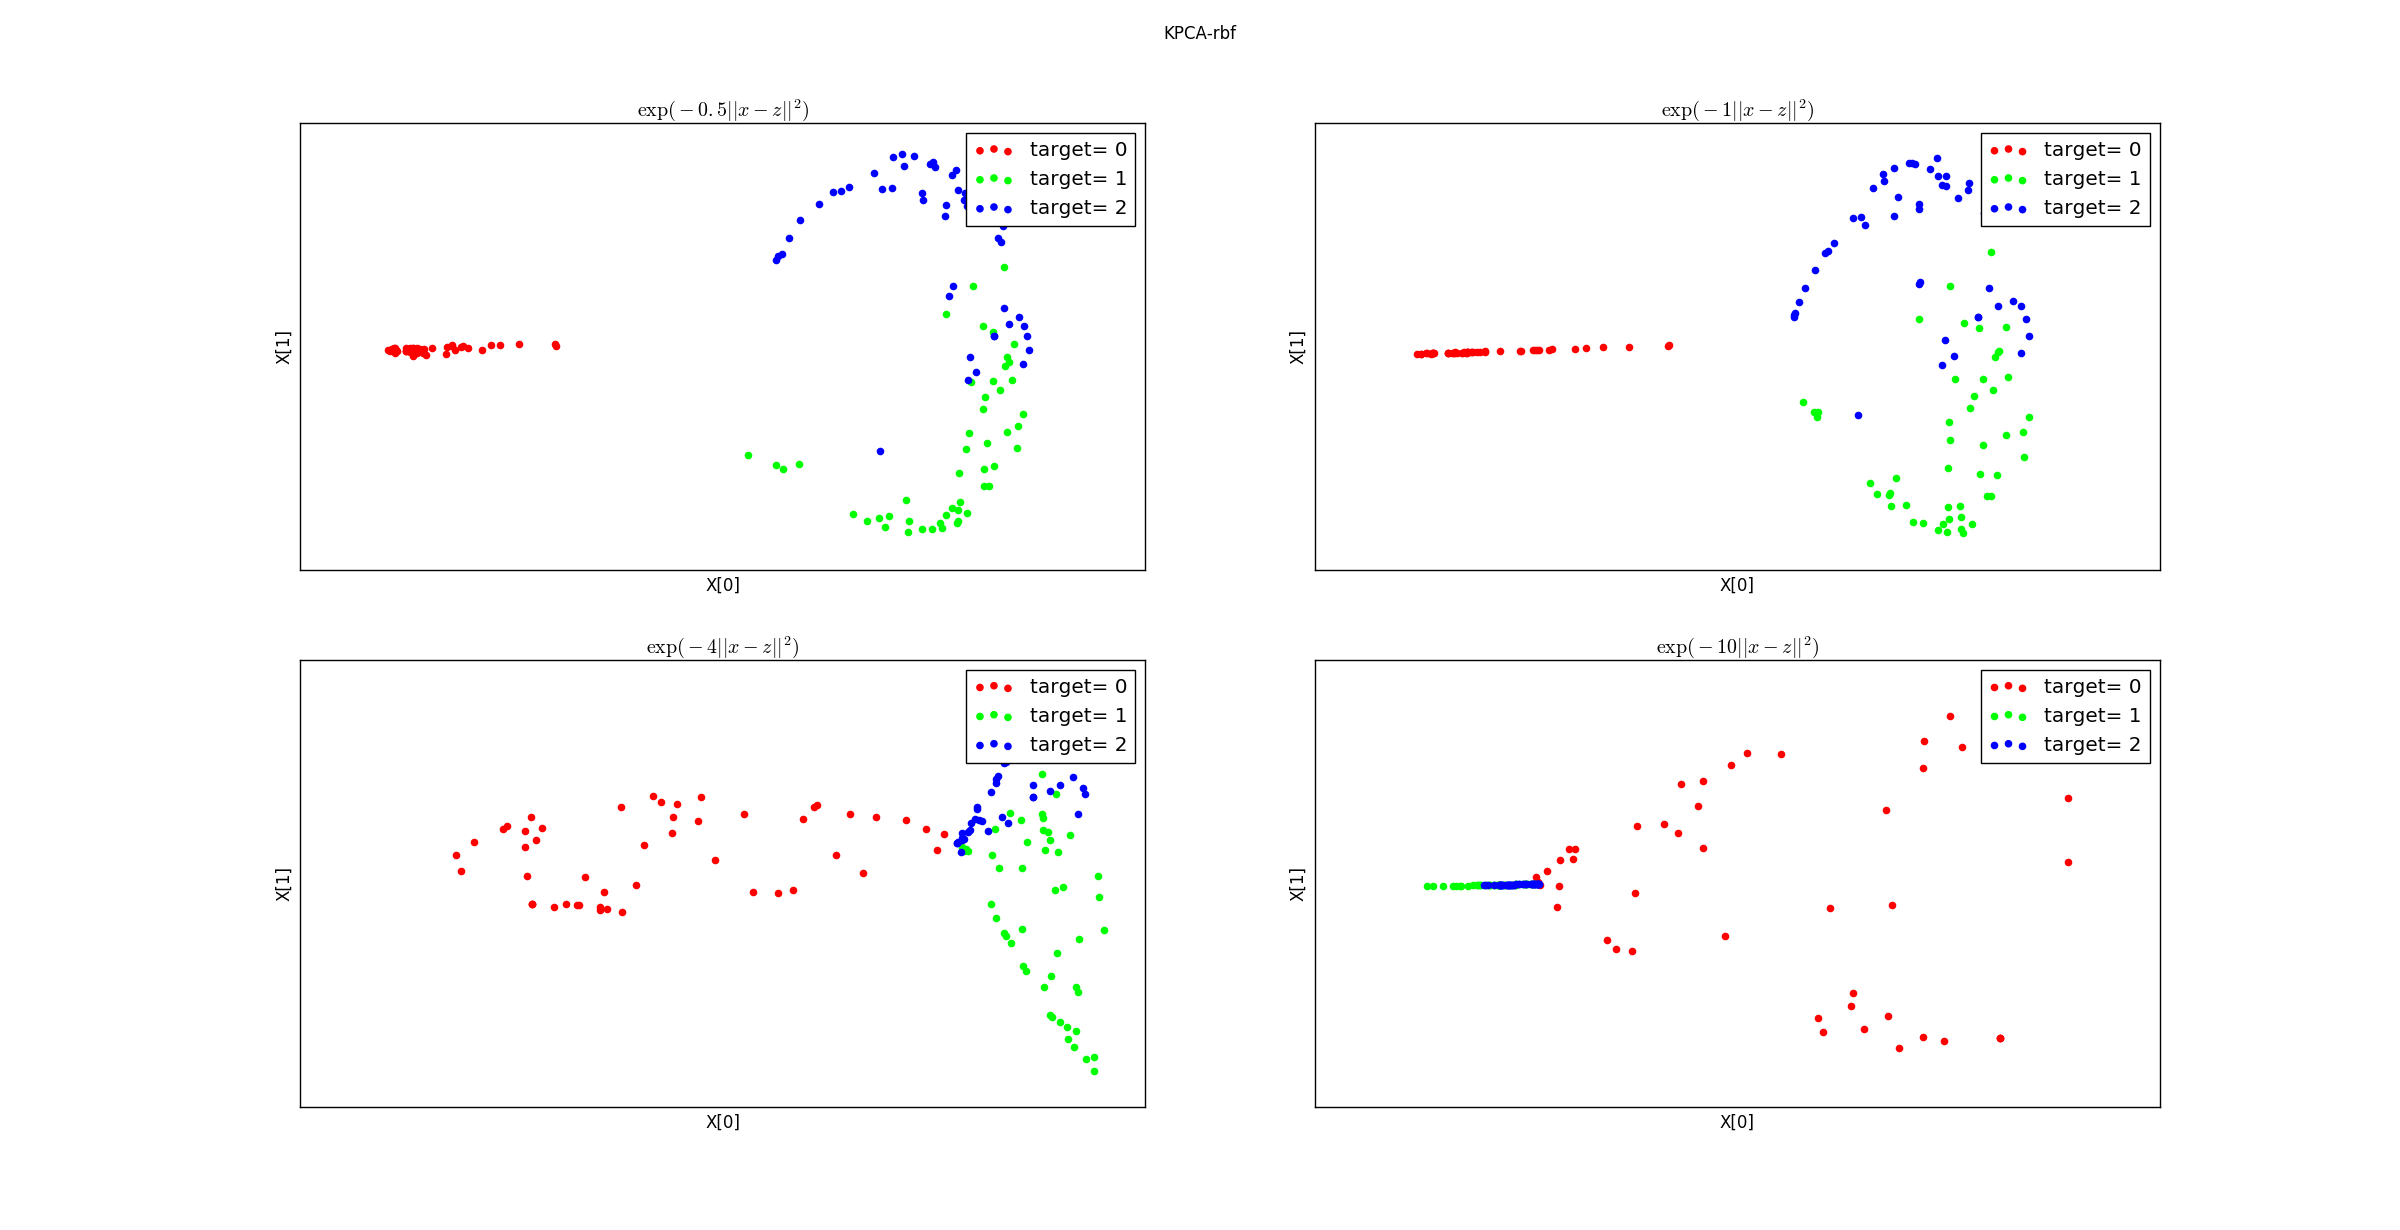 KPCA-rbf
exp(−0.5||x−z||²)
target= 0
target= 1
target= 2
X[1]
X[0]
exp(−1||x−z||²)
target= 0
target= 1
target= 2
X[1]
X[0]
exp(−4||x−z||²)
target= 0
target= 1
target= 2
X[1]
X[0]
exp(−10||x−z||²)
target= 0
target= 1
target= 2
X[1]
X[0]